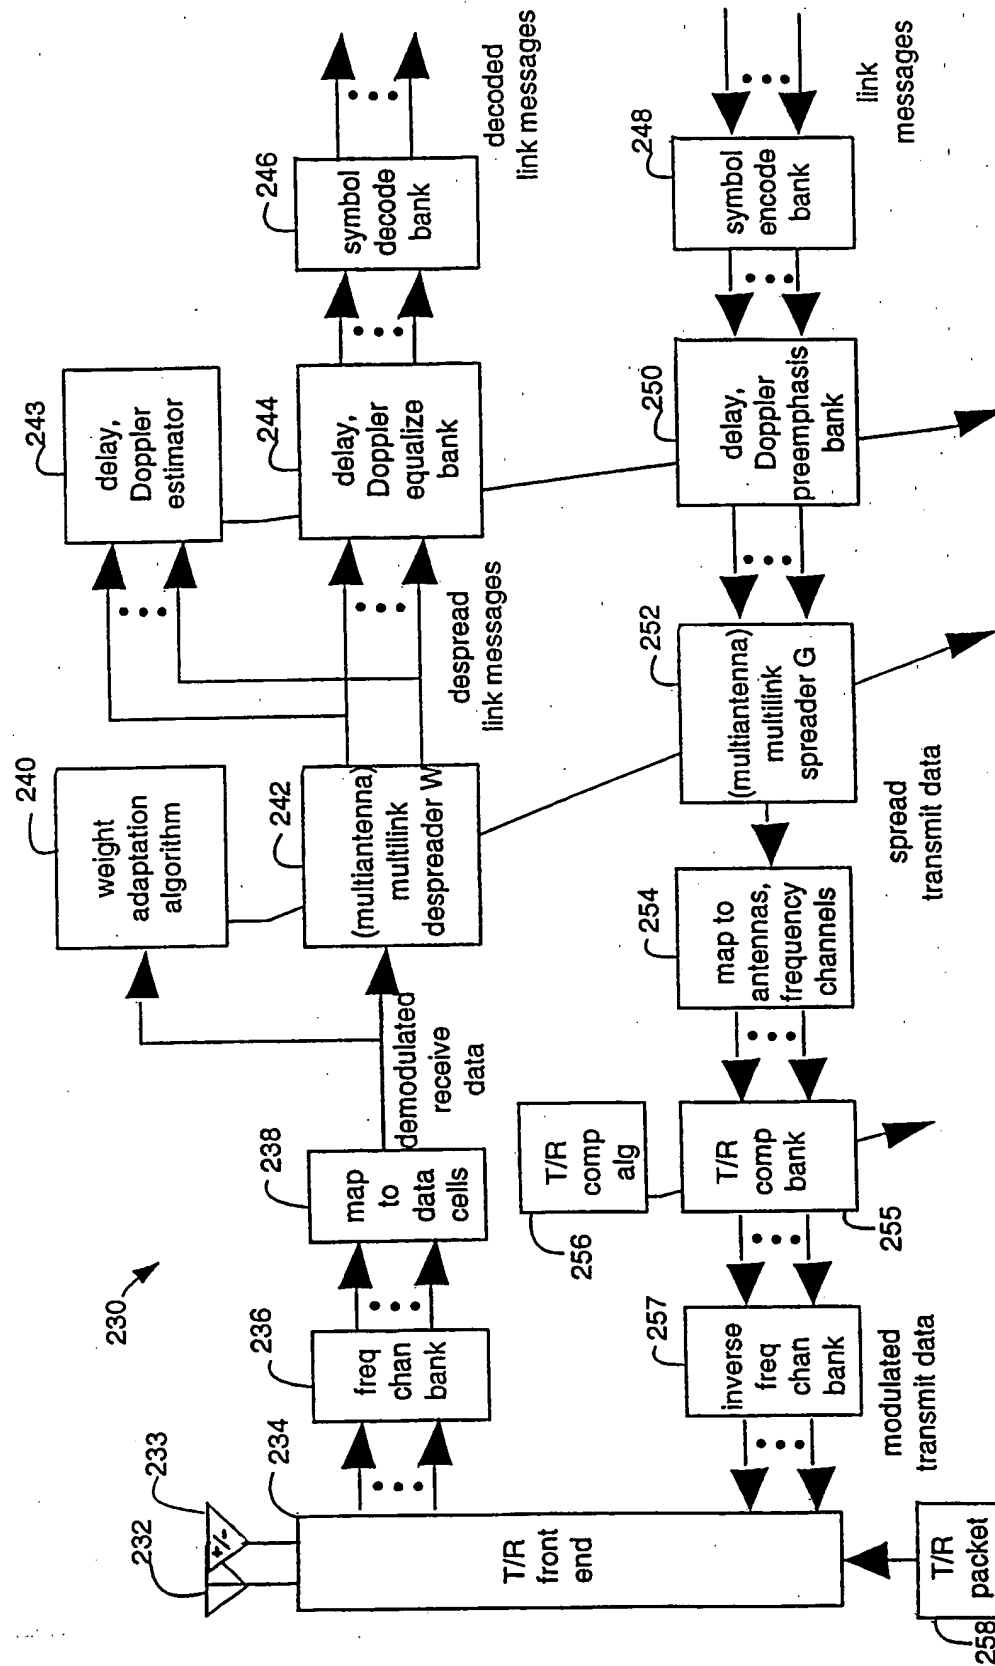 230
232
233
+/-
234
T/R
front
end
236
freq
chan
bank
238
map
to
data
cells
demodulated
receive
data
240
weight
adaptation
algorithm
242
(multiantenna)
multilink
despreader W
despread
link messages
243
delay,
Doppler
estimator
244
delay,
Doppler
equalize
bank
246
symbol
decode
bank
decoded
link messages
link
messages
248
symbol
encode
bank
250
delay,
Doppler
preemphasis
bank
252
(multiantenna)
multilink
spreader G
spread
transmit data
254
map to
antennas,
frequency
channels
T/R
comp
bank
255
T/R
comp
alg
256
257
inverse
freq
chan
bank
modulated
transmit data
T/R
packet
258